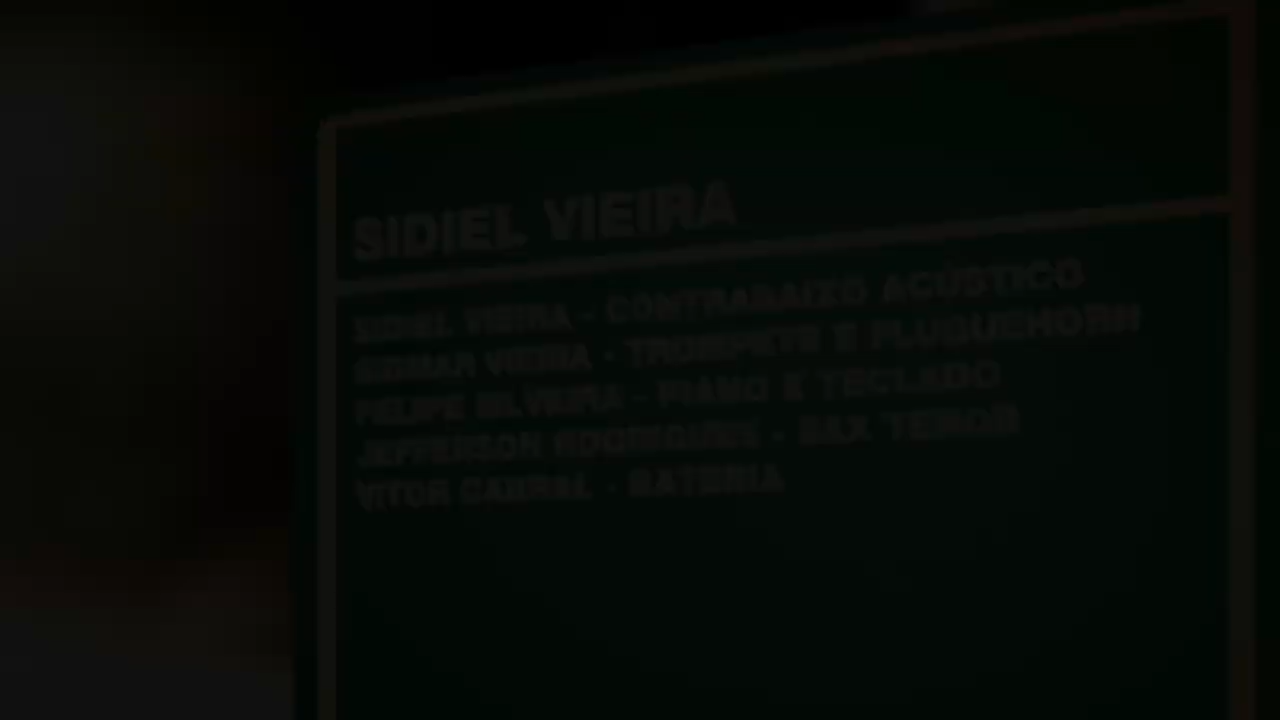 SIDIEL VIEIRA
SIDIEL VIEIRA - CONTRABAIXO ACÚSTICO
SIDMAR VIEIRA - TROMPETE E FLUGUEHORN
FELIPE SILVEIRA - PIANO E TECLADO
JEFFERSON RODRIGUES - SAX TENOR
VITOR CABRAL - BATERIA